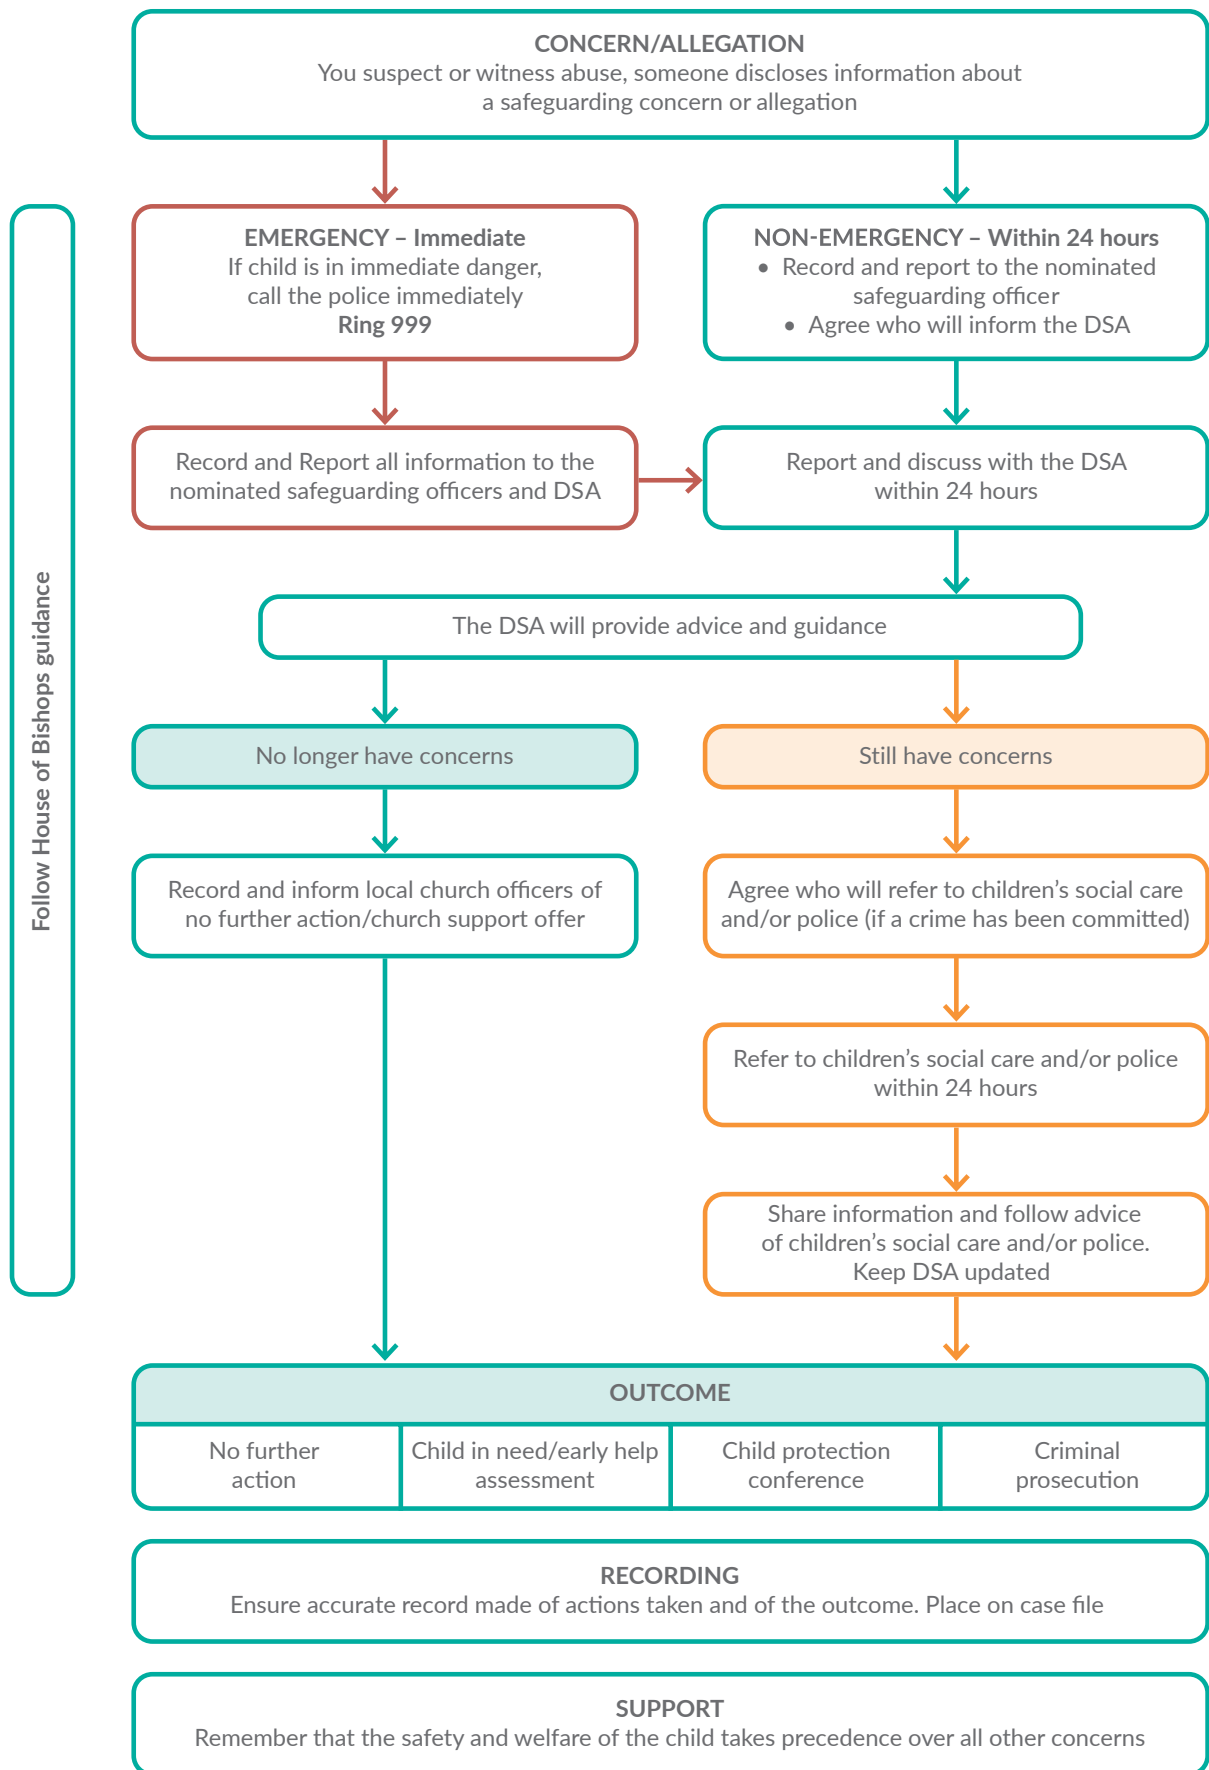 CONCERN/ALLEGATION
You suspect or witness abuse, someone discloses information about
a safeguarding concern or allegation
EMERGENCY – Immediate
If child is in immediate danger,
call the police immediately
Ring 999
NON-EMERGENCY – Within 24 hours
• Record and report to the nominated
safeguarding officer
• Agree who will inform the DSA
Record and Report all information to the
nominated safeguarding officers and DSA
Report and discuss with the DSA
within 24 hours
Follow House of Bishops guidance
The DSA will provide advice and guidance
No longer have concerns
Still have concerns
Record and inform local church officers of
no further action/church support offer
Agree who will refer to children’s social care
and/or police (if a crime has been committed)
Refer to children’s social care and/or police
within 24 hours
Share information and follow advice
of children’s social care and/or police.
Keep DSA updated
OUTCOME
No further
action
Child in need/early help
assessment
Child protection
conference
Criminal
prosecution
RECORDING
Ensure accurate record made of actions taken and of the outcome. Place on case file
SUPPORT
Remember that the safety and welfare of the child takes precedence over all other concerns